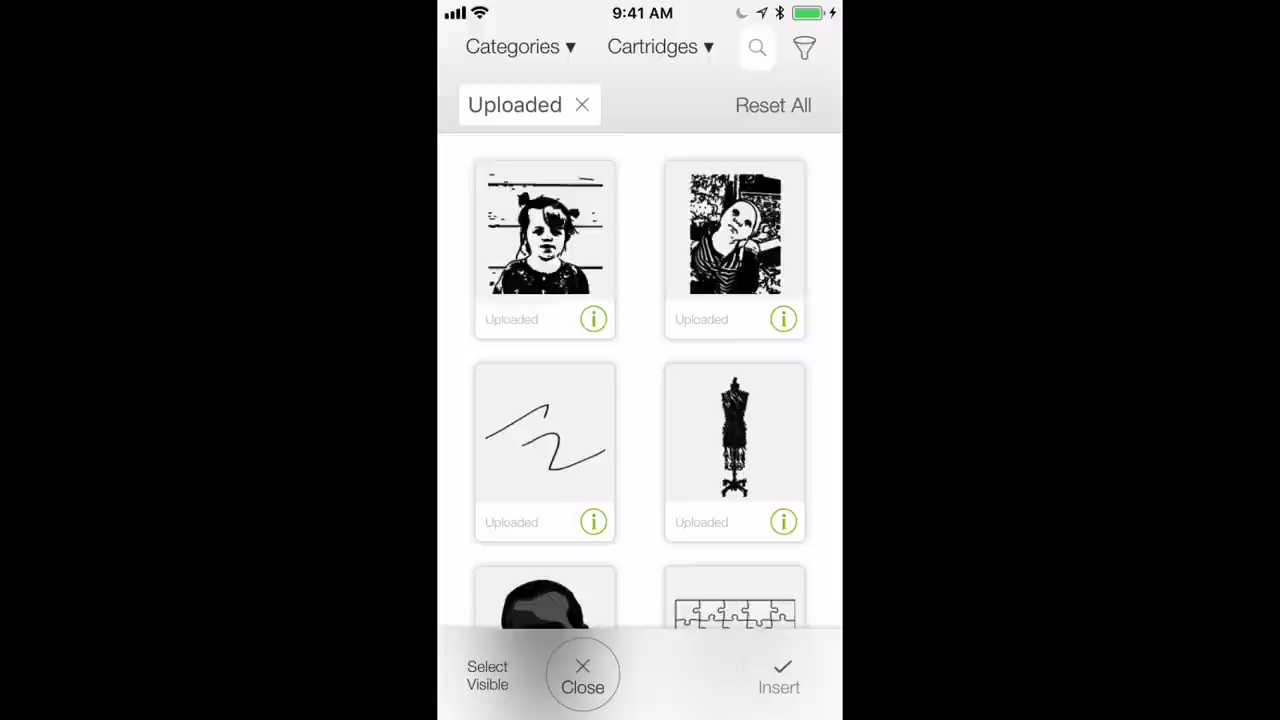 9:41 AM
Categories ▾ Cartridges ▾
Uploaded × Reset All
Uploaded i Uploaded i
Uploaded i Uploaded i
Select
Visible
Close
Insert